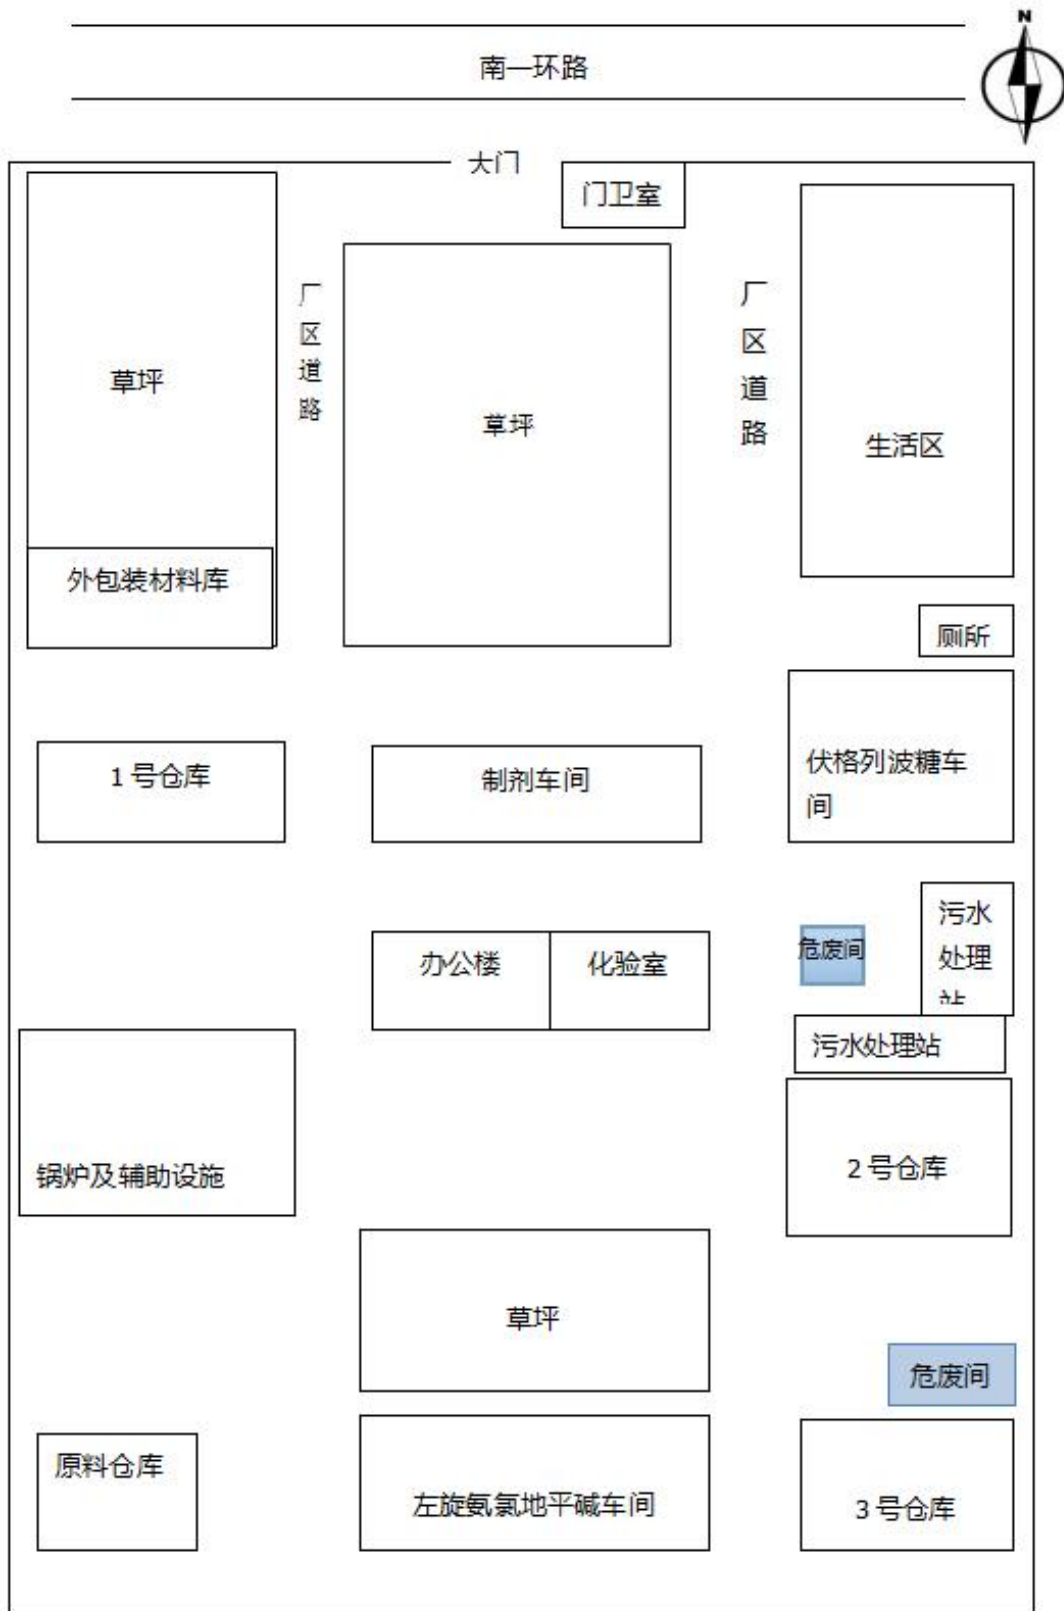 N
南一环路
大门
门卫室
厂
区
道
路
厂
区
道
路
草坪
草坪
生活区
外包装材料库
厕所
1号仓库
制剂车间
伏格列波糖车
间
办公楼
化验室
危废间
污水
处理
站
污水处理站
锅炉及辅助设施
2号仓库
草坪
危废间
原料仓库
左旋氨氯地平碱车间
3号仓库